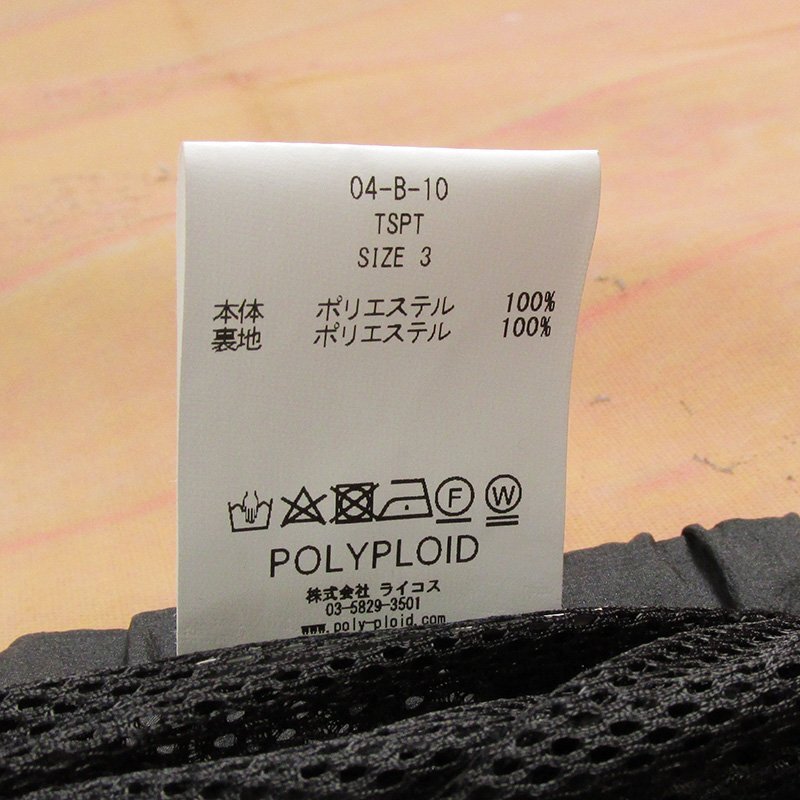 04-B-10
TSPT
SIZE 3
本体 ポリエステル 100%
裏地 ポリエステル 100%
F W
POLYPLOID
株式会社 ライコス
03-5829-3501
www.poly-ploid.com